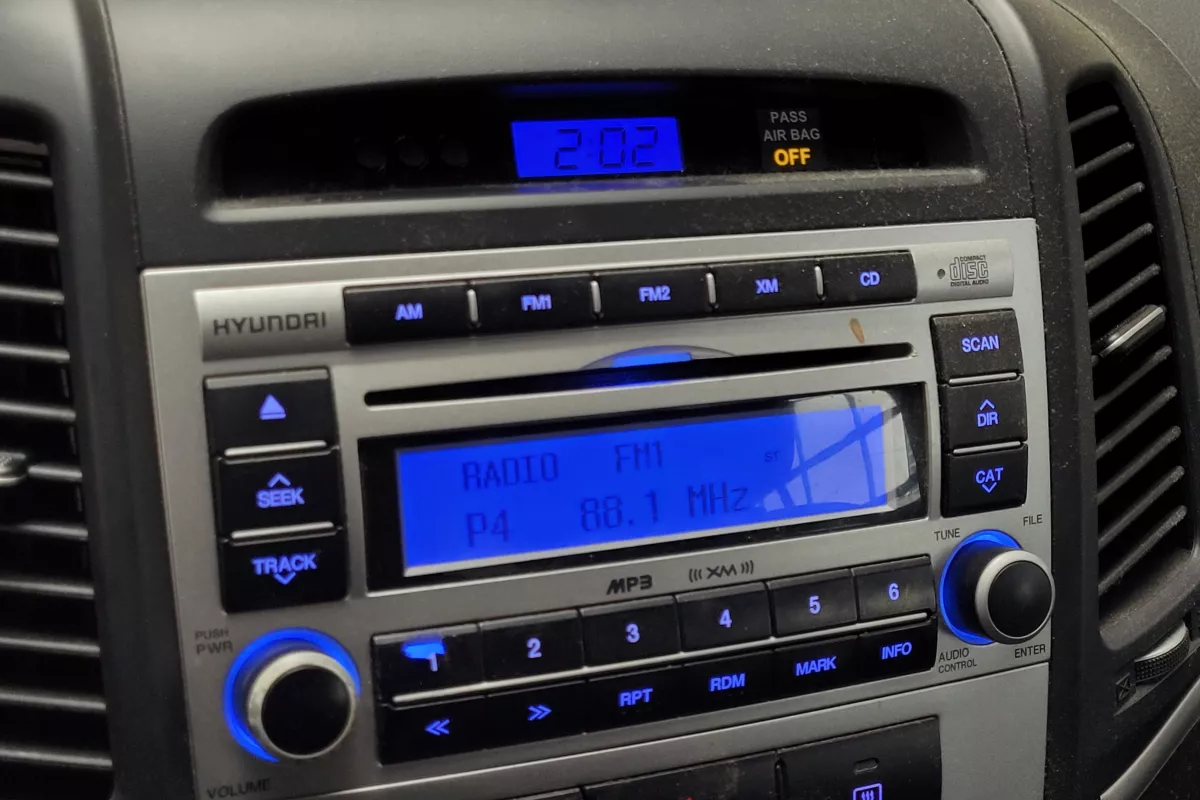 2:02
PASS
AIR BAG
OFF
HYUNDAI
AM
FM1
FM2
XM
CD
COMPACT
disc
DIGITAL AUDIO
SCAN
SEEK
TRACK
DIR
CAT
RADIO FM1 ST
P4 88.1 MHz
MP3
XM
TUNE
FILE
PUSH
PWR
VOLUME
1
2
3
4
5
6
RPT
RDM
MARK
INFO
AUDIO
CONTROL
ENTER